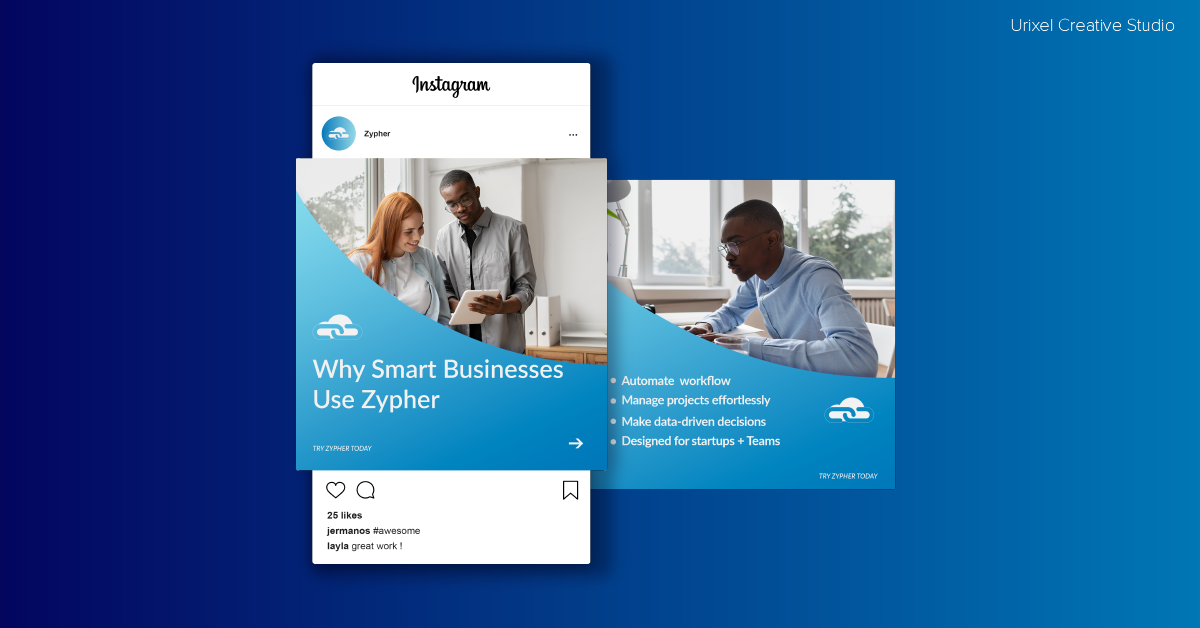 Urixel Creative Studio
Instagram
Zypher
...
Why Smart Businesses
Use Zypher
TRY ZYPHER TODAY
25 likes
jermanos #awesome
layla great work !
Automate workflow
Manage projects effortlessly
Make data-driven decisions
Designed for startups + Teams
TRY ZYPHER TODAY